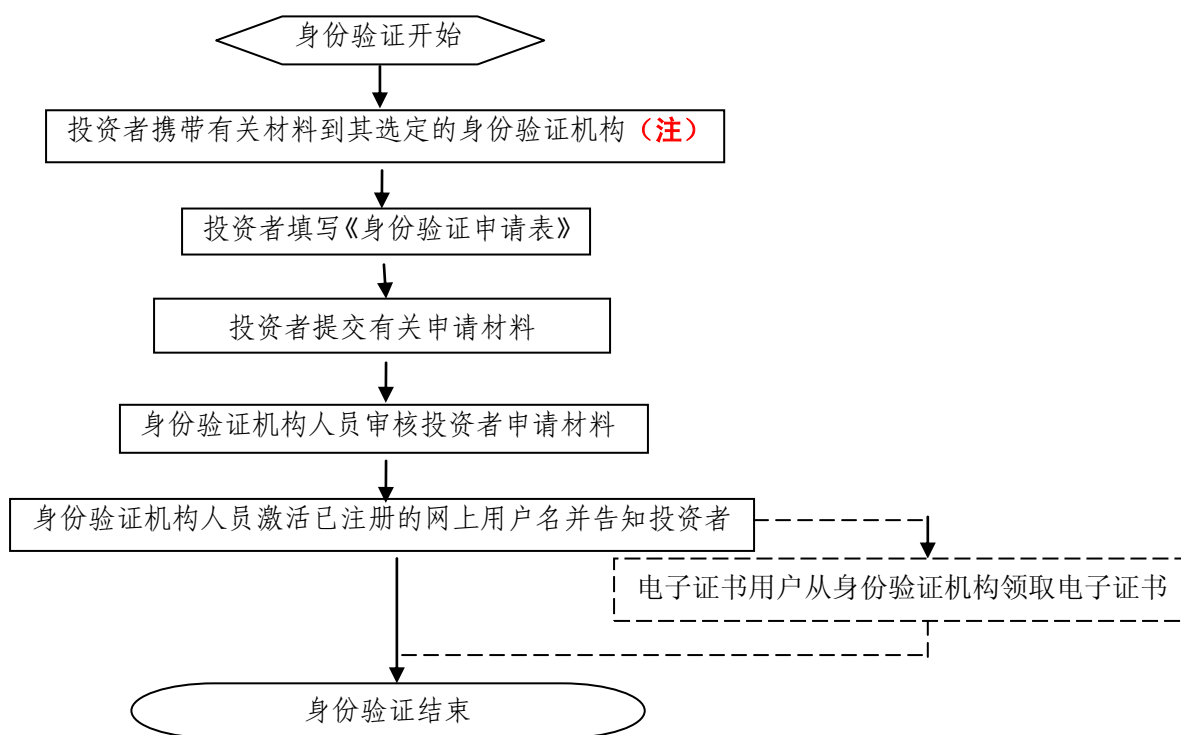 身份验证开始
投资者携带有关材料到其选定的身份验证机构（注）
投资者填写《身份验证申请表》
投资者提交有关申请材料
身份验证机构人员审核投资者申请材料
身份验证机构人员激活已注册的网上用户名并告知投资者
电子证书用户从身份验证机构领取电子证书
身份验证结束